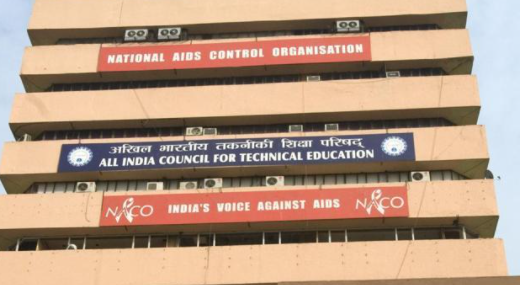 NATIONAL AIDS CONTROL ORGANISATION
अखिल भारतीय तकनीकी शिक्षा परिषद्
ALL INDIA COUNCIL FOR TECHNICAL EDUCATION
NACO INDIA'S VOICE AGAINST AIDS NACO